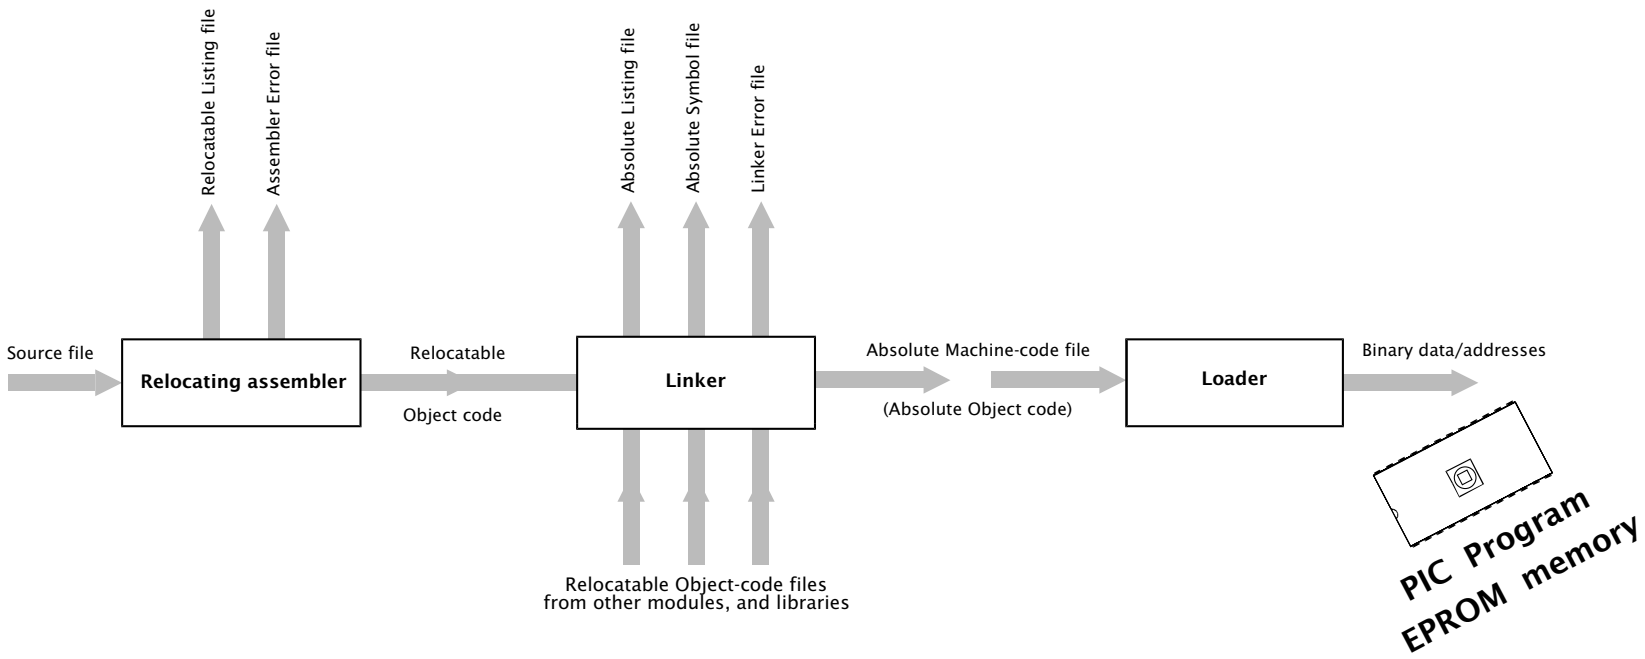 Relocatable Listing file
Assembler Error file
Absolute Listing file
Absolute Symbol file
Linker Error file
Source file
Relocating assembler
Relocatable
Object code
Linker
Absolute Machine-code file
(Absolute Object code)
Loader
Binary data/addresses
Relocatable Object-code files
from other modules, and libraries
PIC Program
EPROM memory